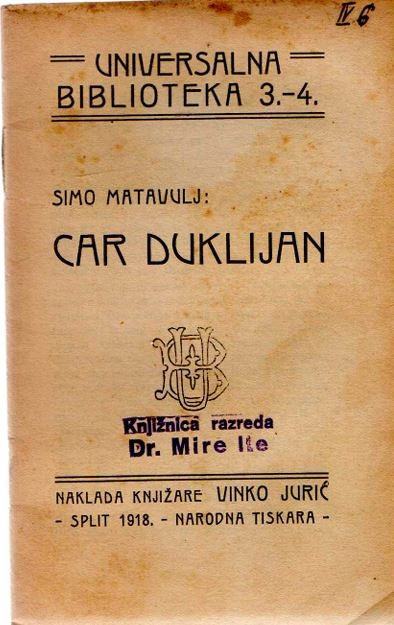 IV 6
UNIVERSALNA
BIBLIOTEKA 3.-4.
SIMO MATAVULJ:
CAR DUKLIJAN
UB
Knjižnica razreda
Dr. Mire Ile
NAKLADA KNJIŽARE VINKO JURIĆ
- SPLIT 1918. - NARODNA TISKARA -